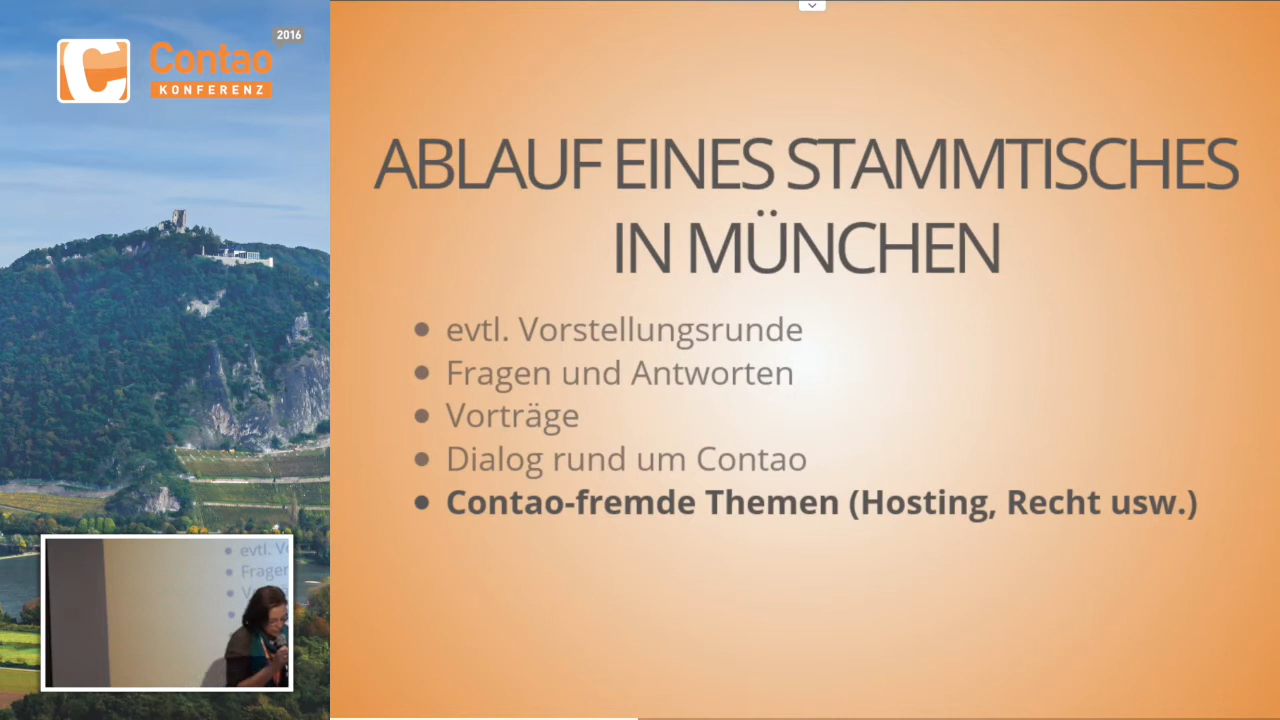 2016
Contao
KONFERENZ
ABLAUF EINES STAMMTISCHES
IN MÜNCHEN
evtl. Vorstellungsrunde
Fragen und Antworten
Vorträge
Dialog rund um Contao
Contao-fremde Themen (Hosting, Recht usw.)
evtl.